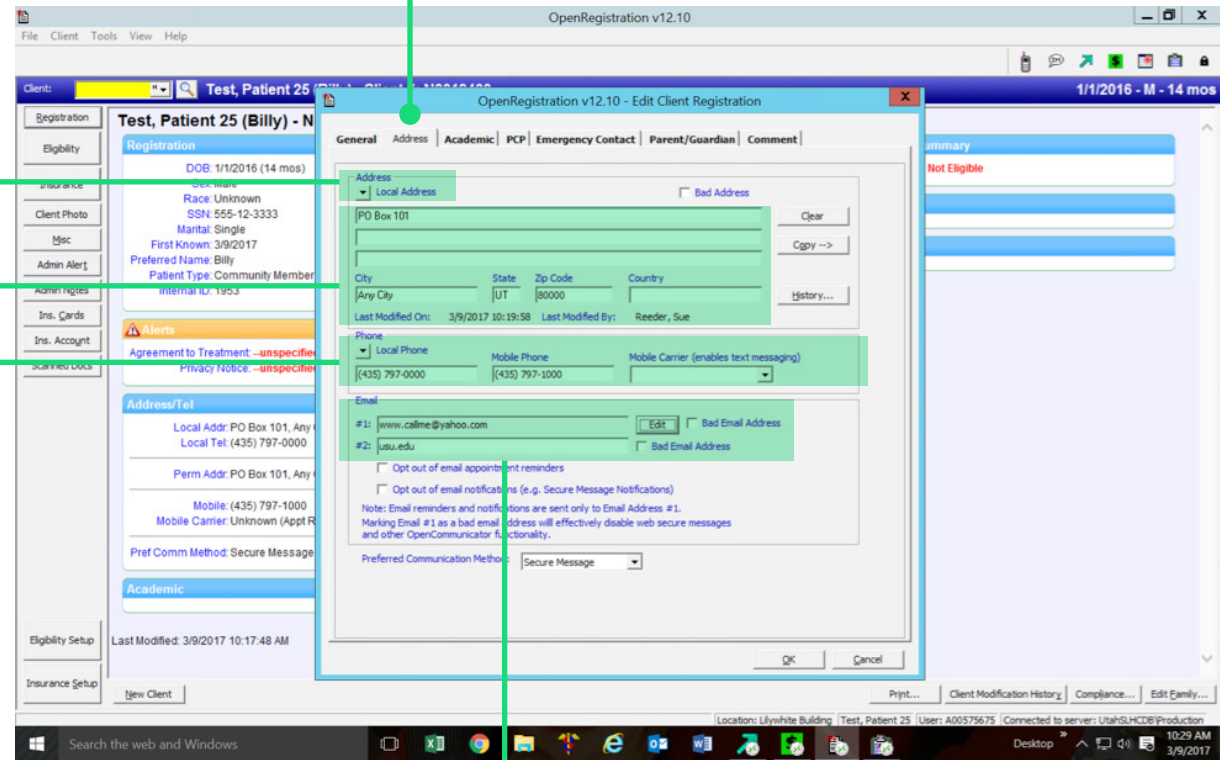 OpenRegistration v12.10
File Client Tools View Help
Client: Test, Patient 25
1/1/2016 - M - 14 mos
Registration
Eligibility
Insurance
Client Photo
Misc
Admin Alert
Admin Notes
Ins. Cards
Ins. Account
Scanned Docs
Eligibility Setup
Insurance Setup
Test, Patient 25 (Billy) - N
Registration
DOB: 1/1/2016 (14 mos)
Sex: Male
Race: Unknown
SSN: 555-12-3333
Marital: Single
First Known: 3/9/2017
Preferred Name: Billy
Patient Type: Community Member
Internal ID: 1953
Alerts
Agreement to Treatment: --unspecified
Privacy Notice: --unspecified
Address/Tel
Local Addr: PO Box 101, Any
Local Tel: (435) 797-0000
Perm Addr: PO Box 101, Any
Mobile: (435) 797-1000
Mobile Carrier: Unknown (Appt R
Pref Comm Method: Secure Message
Academic
Last Modified: 3/9/2017 10:17:48 AM
New Client
OpenRegistration v12.10 - Edit Client Registration
General Address Academic PCP Emergency Contact Parent/Guardian Comment
Address
Local Address Bad Address
PO Box 101 Clear
Copy -->
City State Zip Code Country
Any City UT 80000 History...
Last Modified On: 3/9/2017 10:19:58 Last Modified By: Reeder, Sue
Phone
Local Phone Mobile Phone Mobile Carrier (enables text messaging)
(435) 797-0000 (435) 797-1000
Email
#1: www.callme@yahoo.com Edit Bad Email Address
#2: usu.edu Bad Email Address
Opt out of email appointment reminders
Opt out of email notifications (e.g. Secure Message Notifications)
Note: Email reminders and notifications are sent only to Email Address #1.
Marking Email #1 as a bad email address will effectively disable web secure messages
and other OpenCommunicator functionality.
Preferred Communication Method: Secure Message
OK Cancel
ummary
Not Eligible
Print... Client Modification History Compliance... Edit Family...
Location: Lilywhite Building Test, Patient 25 User: A00575675 Connected to server: UtahSLHCDB\Production
Search the web and Windows
Desktop
10:29 AM
3/9/2017